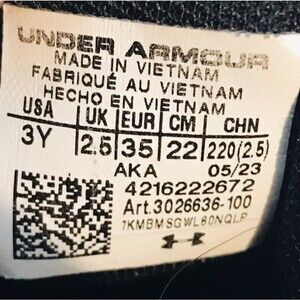 UNDER ARMOUR
MADE IN VIETNAM
FABRIQUÉ AU VIETNAM
HECHO EN VIETNAM
USA UK EUR CM CHN
3Y 2.5 35 22 220(2.5)
AKA 05/23
4216222672
Art.3026636-100
7KMBMSGWL80NQLP